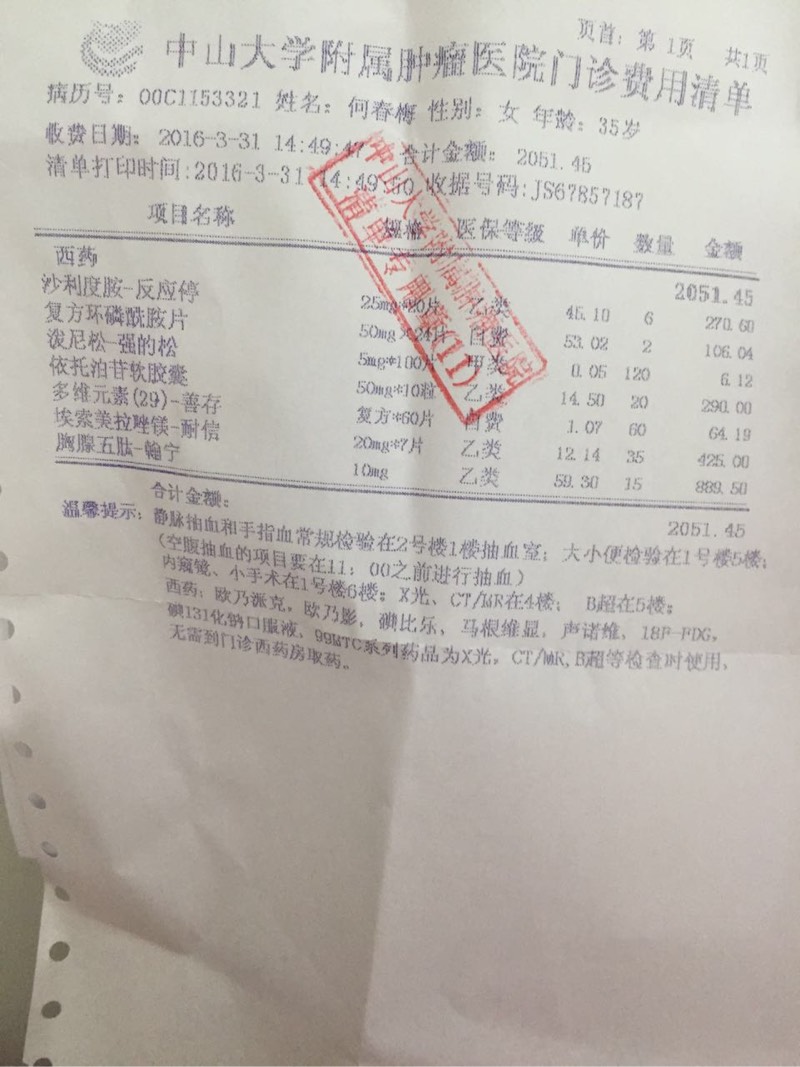 页首: 第 1页 共1页
中山大学附属肿瘤医院门诊费用清单
病历号: 00C1153321 姓名: 何春梅 性别: 女 年龄: 35岁
收费日期: 2016-3-31 14:49:47 合计金额: 2051.45
清单打印时间:2016-3-31 14:49:50 收据号码:JS67857187
项目名称 规格 医保等级 单价 数量 金额
西药 2051.45
沙利度胺-反应停 25mg*20片 乙类 45.10 6 270.60
复方环磷酰胺片 50mg×24片 自费 53.02 2 106.04
泼尼松-强的松 5mg*100片 甲类 0.05 120 6.12
依托泊苷软胶囊 50mg*10粒 乙类 14.50 20 290.00
多维元素(29)-善存 复方*60片 自费 1.07 60 64.19
埃索美拉唑镁-耐信 20mg*7片 乙类 12.14 35 425.00
胸腺五肽-翰宁 10mg 乙类 59.30 15 889.50
合计金额: 2051.45
温馨提示: 静脉抽血和手指血常规检验在2号楼1楼抽血室; 大小便检验在1号楼5楼;
(空腹抽血的项目要在11: 00之前进行抽血)
内窥镜、小手术在1号楼6楼; X光、CT/MR在4楼; B超在5楼;
西药: 欧乃派克, 欧乃影, 碘比乐, 马根维显, 声诺维, 18F-FDG,
碘131化钠口服液, 99MTC系列药品为X光, CT/MR,B超等检查时使用,
无需到门诊西药房取药。
中山大学附属肿瘤医院
清单专用章(11)